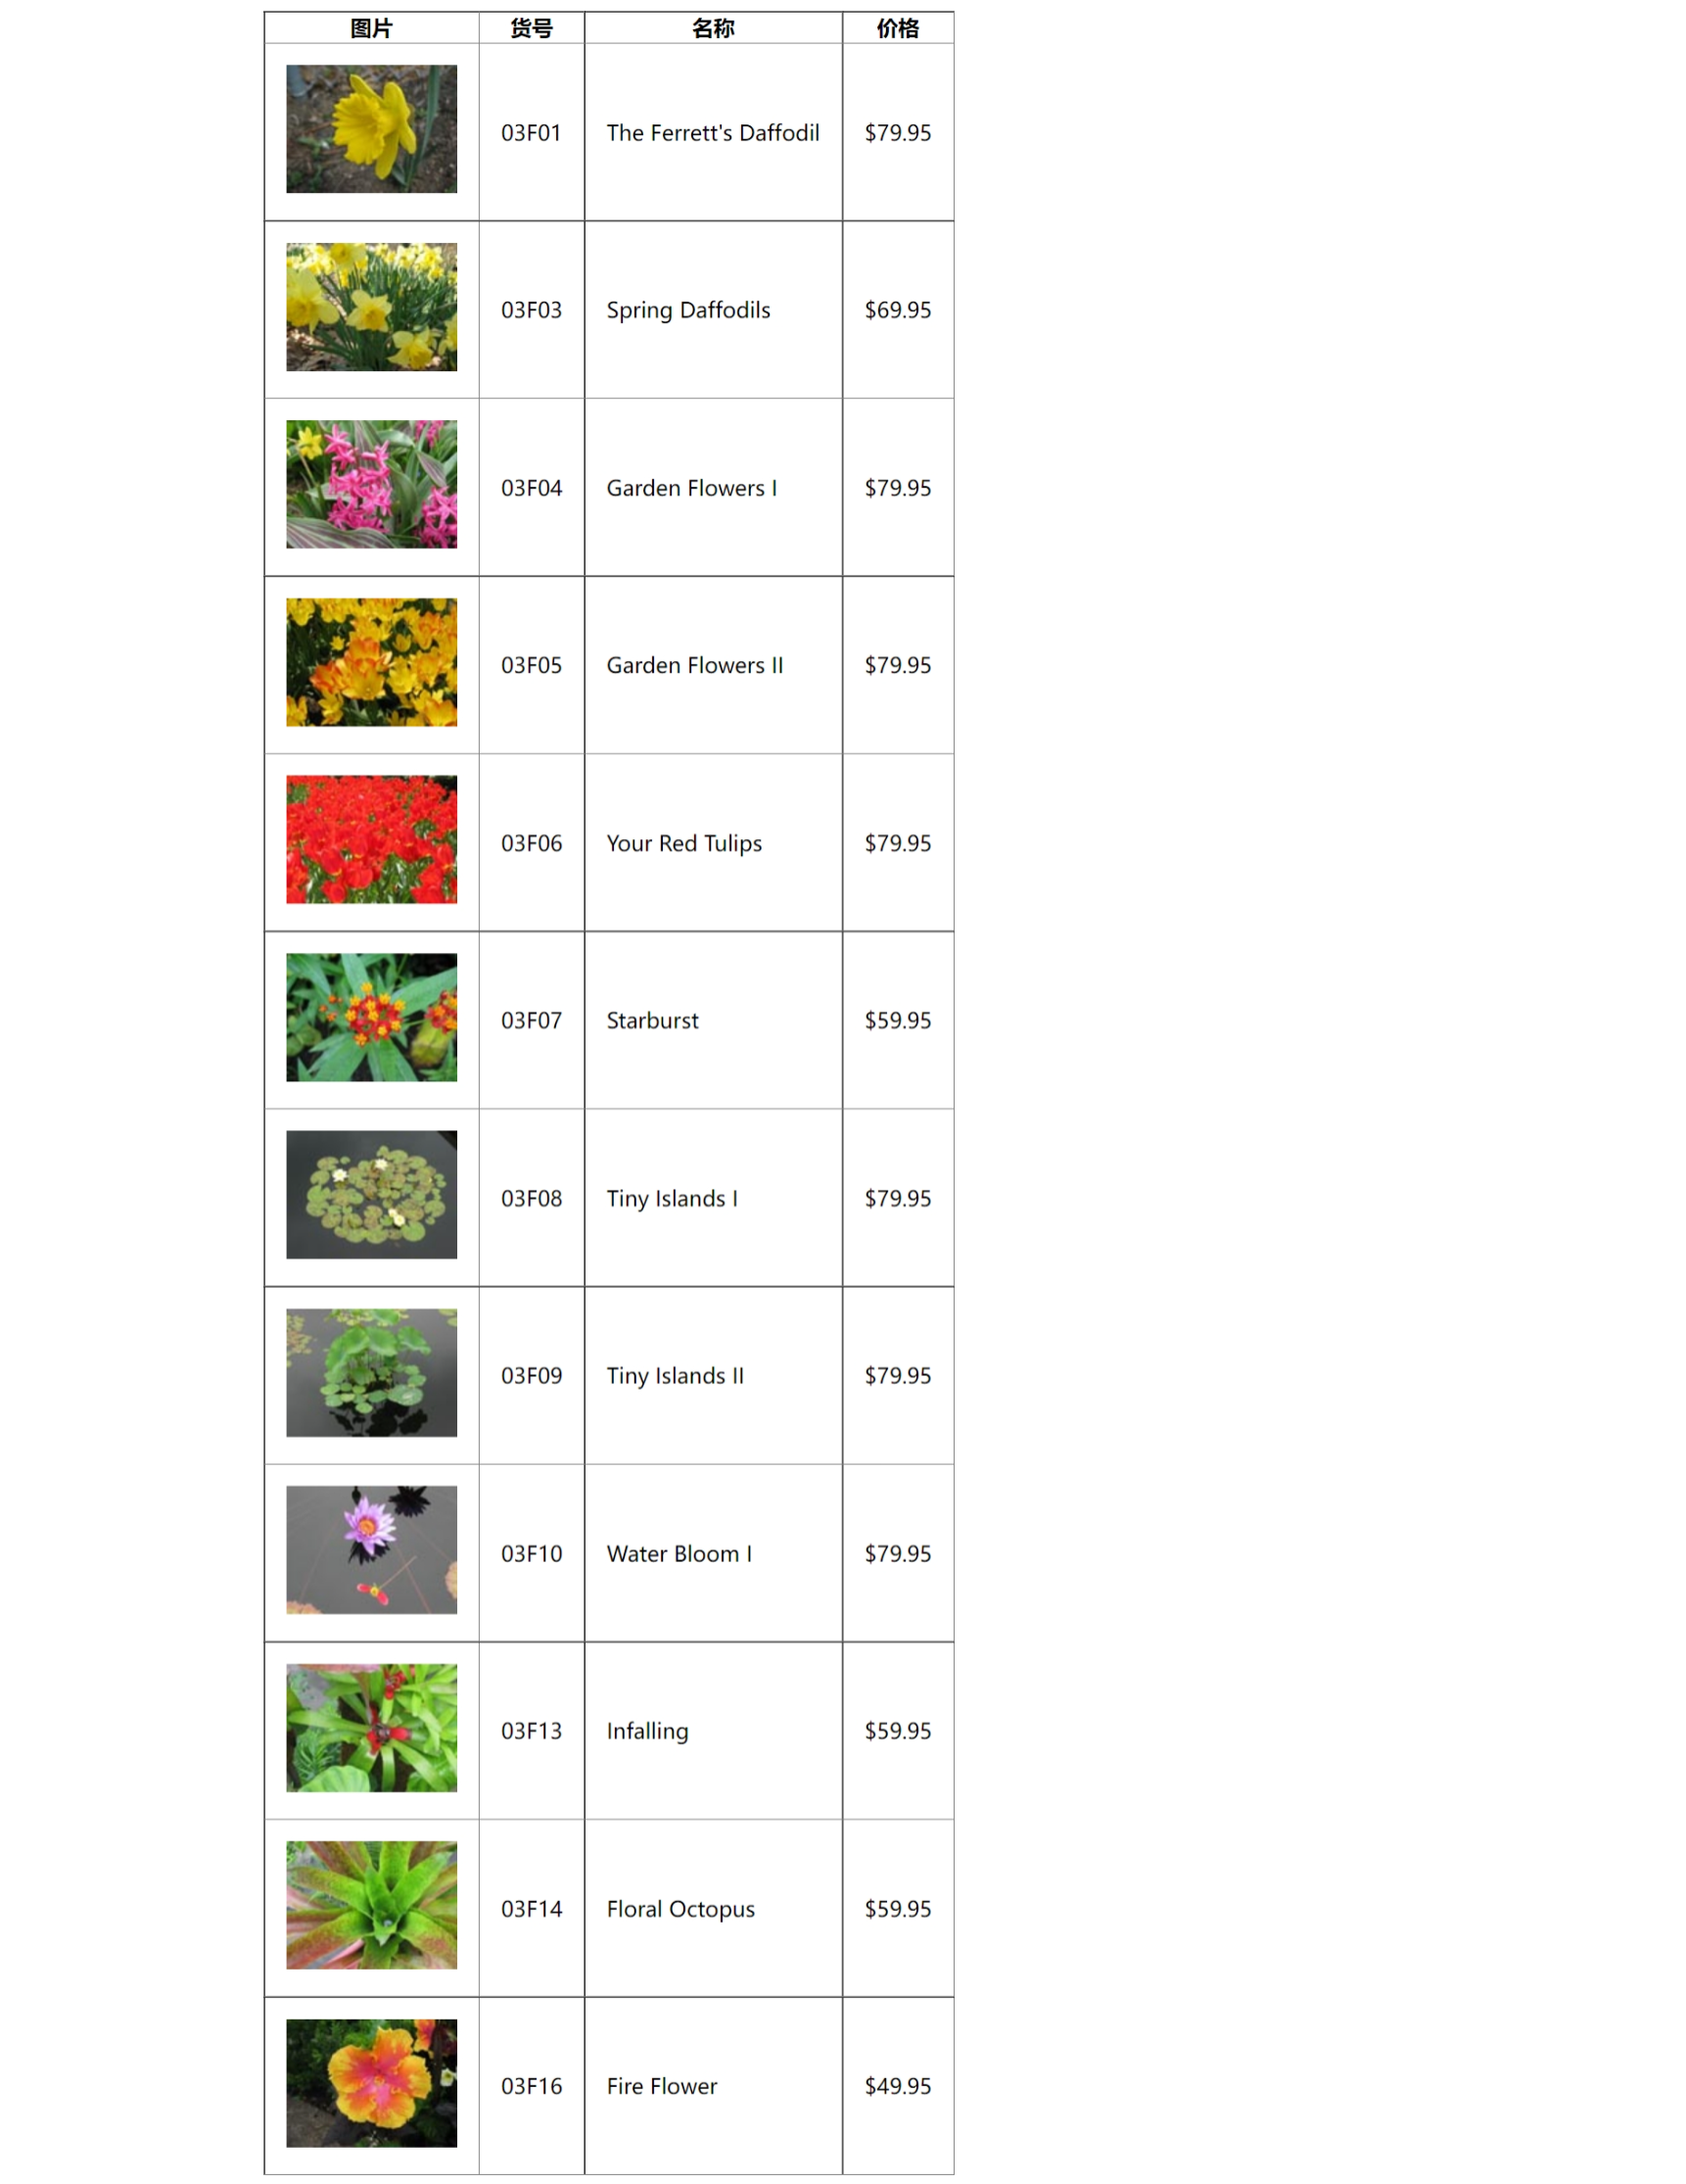 图片 货号 名称 价格
03F01 The Ferrett's Daffodil $79.95
03F03 Spring Daffodils $69.95
03F04 Garden Flowers I $79.95
03F05 Garden Flowers II $79.95
03F06 Your Red Tulips $79.95
03F07 Starburst $59.95
03F08 Tiny Islands I $79.95
03F09 Tiny Islands II $79.95
03F10 Water Bloom I $79.95
03F13 Infalling $59.95
03F14 Floral Octopus $59.95
03F16 Fire Flower $49.95